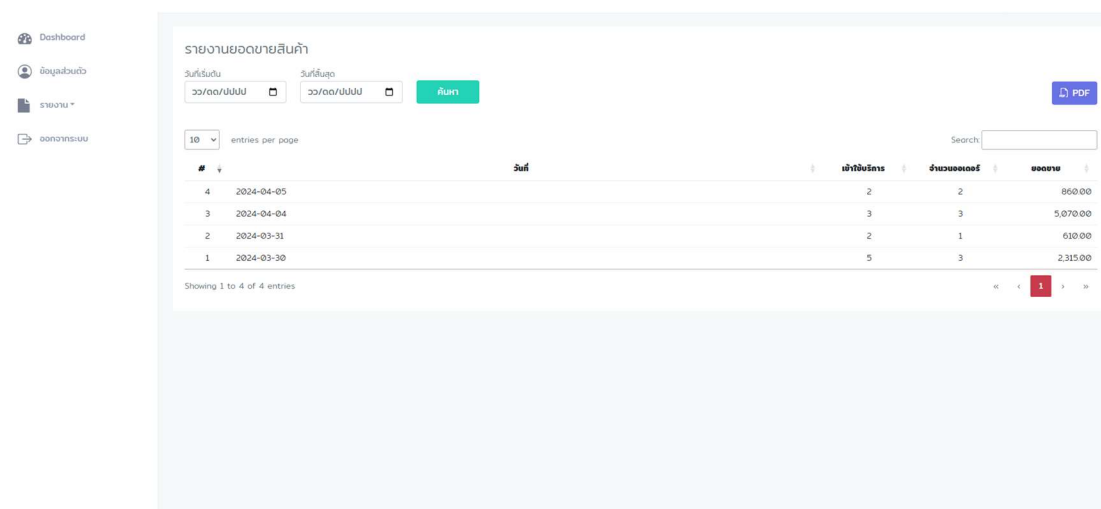 Dashboard
ข้อมูลส่วนตัว
รายงาน
ออกจากระบบ
รายงานยอดขายสินค้า
วันที่เริ่มต้น วันที่สิ้นสุด
วว/ดด/ปปปป วว/ดด/ปปปป ค้นหา PDF
10 entries per page Search:
# วันที่ เข้าใช้บริการ จำนวนออเดอร์ ยอดขาย
4 2024-04-05 2 2 860.00
3 2024-04-04 3 3 5,070.00
2 2024-03-31 2 1 610.00
1 2024-03-30 5 3 2,315.00
Showing 1 to 4 of 4 entries « ‹ 1 › »